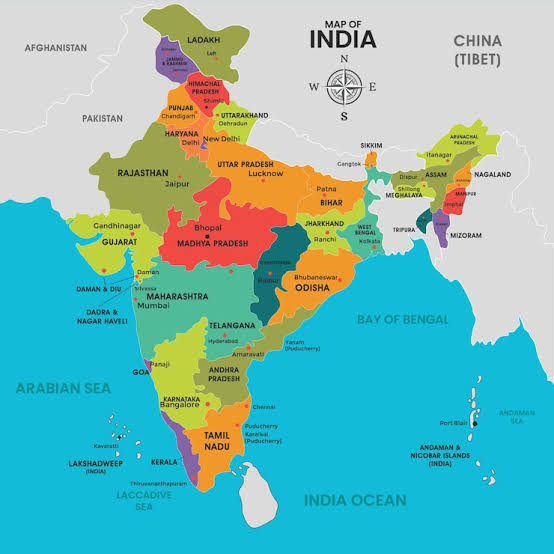 MAP OF
INDIA
N
W
E
S
AFGHANISTAN
CHINA
(TIBET)
PAKISTAN
LADAKH
Leh
JAMMU
& KASHMIR
HIMACHAL
PRADESH
Shimla
PUNJAB
Chandigarh
UTTARAKHAND
Dehradun
HARYANA
Delhi
New Delhi
RAJASTHAN
Jaipur
UTTAR PRADESH
Lucknow
SIKKIM
Gangtok
ARUNACHAL
PRADESH
Itanagar
Dispur
ASSAM
NAGALAND
Shillong
MEGHALAYA
MANIPUR
Imphal
TRIPURA
MIZORAM
Patna
BIHAR
Gandhinagar
GUJARAT
Bhopal
MADHYA PRADESH
JHARKHAND
Ranchi
WEST
BENGAL
Kolkata
Raipur
Bhubaneswar
ODISHA
Daman
DAMAN & DIU
Silvassa
DADRA &
NAGAR HAVELI
MAHARASHTRA
Mumbai
TELANGANA
Hyderabad
Yanam
(Puducherry)
BAY OF BENGAL
Amaravati
GOA
Panaji
ANDHRA
PRADESH
ARABIAN SEA
KARNATAKA
Bangalore
Chennai
Puducherry
Karaikal
(Puducherry)
TAMIL
NADU
KERALA
Thiruvananthapuram
Kavaratti
LAKSHADWEEP
(INDIA)
LACCADIVE
SEA
INDIA OCEAN
Port Blair
ANDAMAN
SEA
ANDAMAN &
NICOBAR ISLANDS
(INDIA)